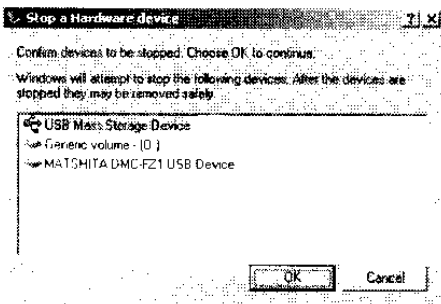 Stop a Hardware device
Confirm devices to be stopped. Choose OK to continue.
Windows will attempt to stop the following devices. After the devices are
stopped they may be removed safely.
USB Mass Storage Device
Generic volume - (D:)
MATSHITA DMC-FZ1 USB Device
OK
Cancel